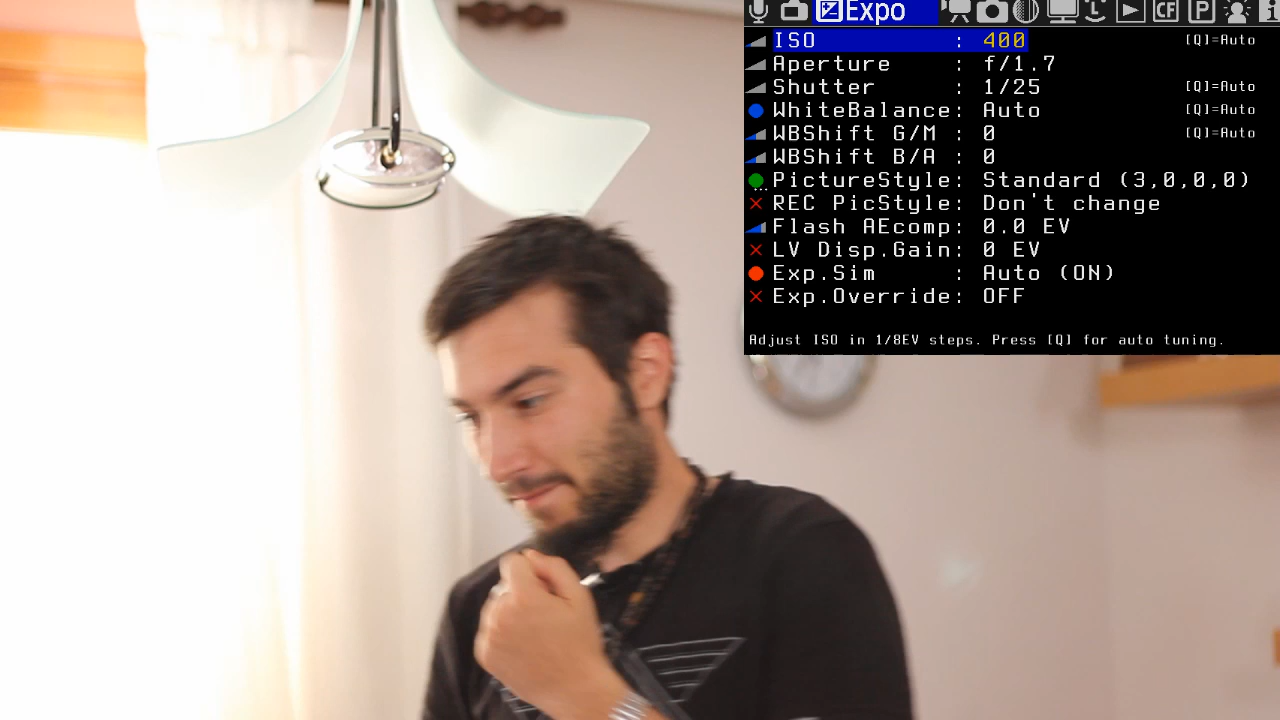 Expo
CF P i
ISO : 400 [Q]=Auto
Aperture : f/1.7
Shutter : 1/25 [Q]=Auto
WhiteBalance: Auto [Q]=Auto
WBShift G/M : 0 [Q]=Auto
WBShift B/A : 0
PictureStyle: Standard (3,0,0,0)
REC PicStyle: Don't change
Flash AEcomp: 0.0 EV
LV Disp.Gain: 0 EV
Exp.Sim : Auto (ON)
Exp.Override: OFF
Adjust ISO in 1/8EV steps. Press [Q] for auto tuning.